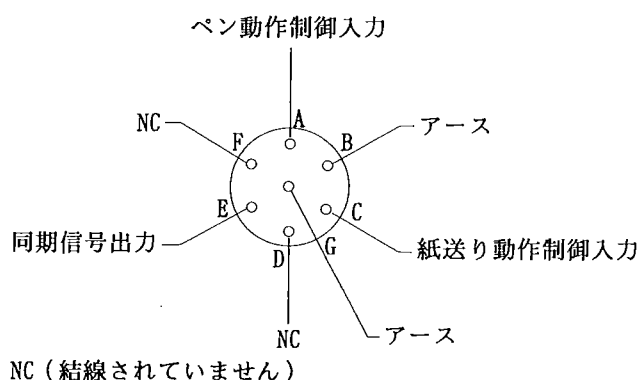 ペン動作制御入力
A
NC
F
B
アース
E
C
同期信号出力
D
G
紙送り動作制御入力
NC
アース
NC(結線されていません)